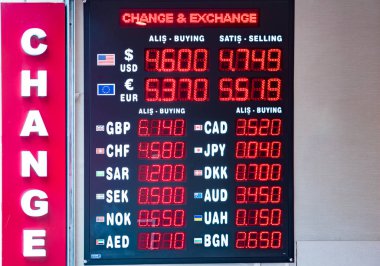 CHANGE
CHANGE & EXCHANGE
ALIŞ - BUYING SATIŞ - SELLING
$ USD 4.600 4.749
€ EUR 5.370 5.519
ALIŞ - BUYING ALIŞ - BUYING
GBP 6.140 CAD 3.520
CHF 4.580 JPY 0.040
SAR 1.200 DKK 0.700
SEK 0.500 AUD 3.450
NOK 0.550 UAH 0.150
AED BGN 2.650